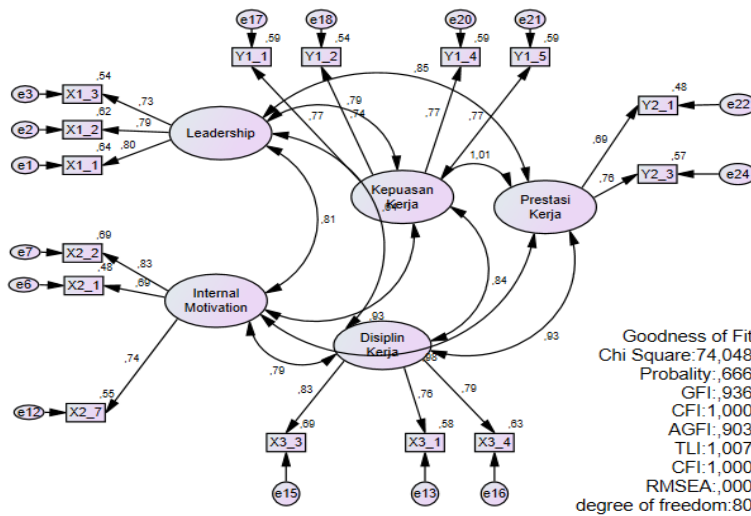 e17 e18 e20 e21
,59 ,54 ,59 ,59
Y1_1 Y1_2 Y1_4 Y1_5
e3 ,54 ,85 ,48 e22
X1_3 Y2_1
,73 ,79
e2 ,62 ,74 ,77 ,77
X1_2 ,79 Leadership ,77 ,69
e1 ,64 1,01 ,57 e24
X1_1 ,80 Y2_3
Kepuasan Kerja ,76
Prestasi Kerja
,81
e7 ,69
X2_2
,83 ,84
e6 ,48
X2_1 ,69 Internal Motivation
,93 ,93
Disiplin Kerja
,98
,74 ,79
,83 ,76 ,79
e12 ,55
X2_7
,69 ,58 ,63
X3_3 X3_1 X3_4
e15 e13 e16
Goodness of Fit
Chi Square:74,048
Probality:,666
GFI:,936
CFI:1,000
AGFI:,903
TLI:1,007
CFI:1,000
RMSEA:,000
degree of freedom:80